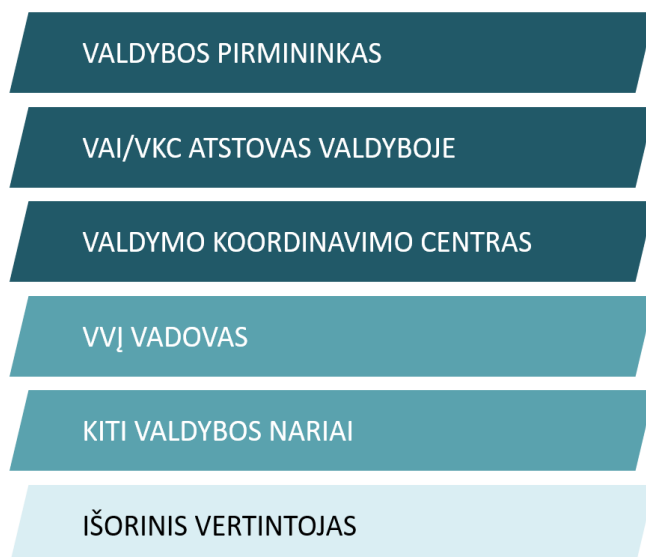 VALDYBOS PIRMININKAS
VAI/VKC ATSTOVAS VALDYBOJE
VALDYMO KOORDINAVIMO CENTRAS
VVĮ VADOVAS
KITI VALDYBOS NARIAI
IŠORINIS VERTINTOJAS